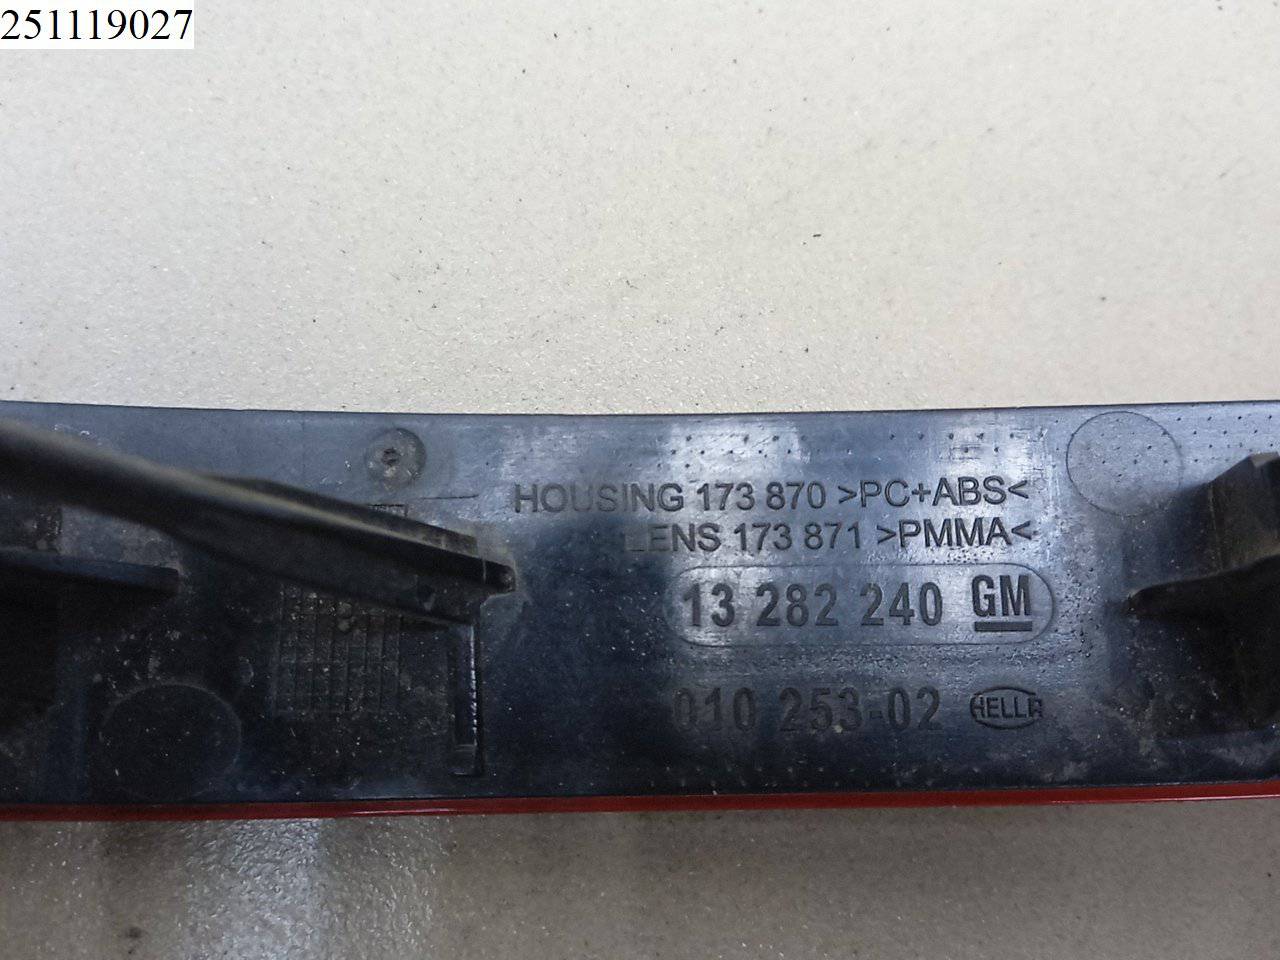 251119027
HOUSING 173 870 >PC+ABS<
LENS 173 871 >PMMA<
13 282 240 GM
010 253-02 HELLA